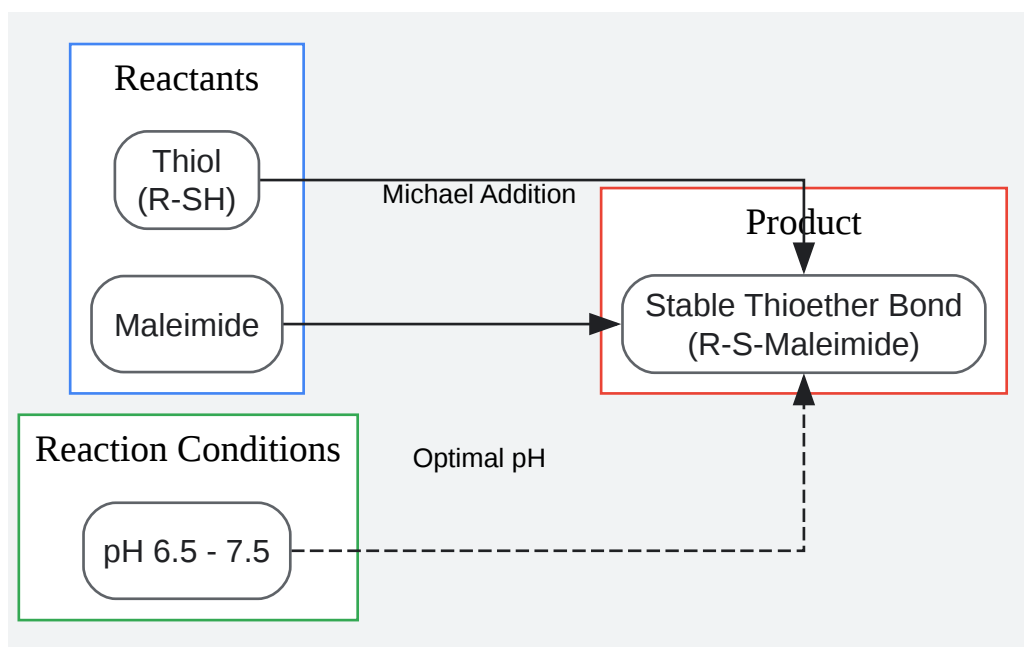 Reactants
Thiol
(R-SH)
Michael Addition
Product
Maleimide
Stable Thioether Bond
(R-S-Maleimide)
Reaction Conditions
Optimal pH
pH 6.5 - 7.5